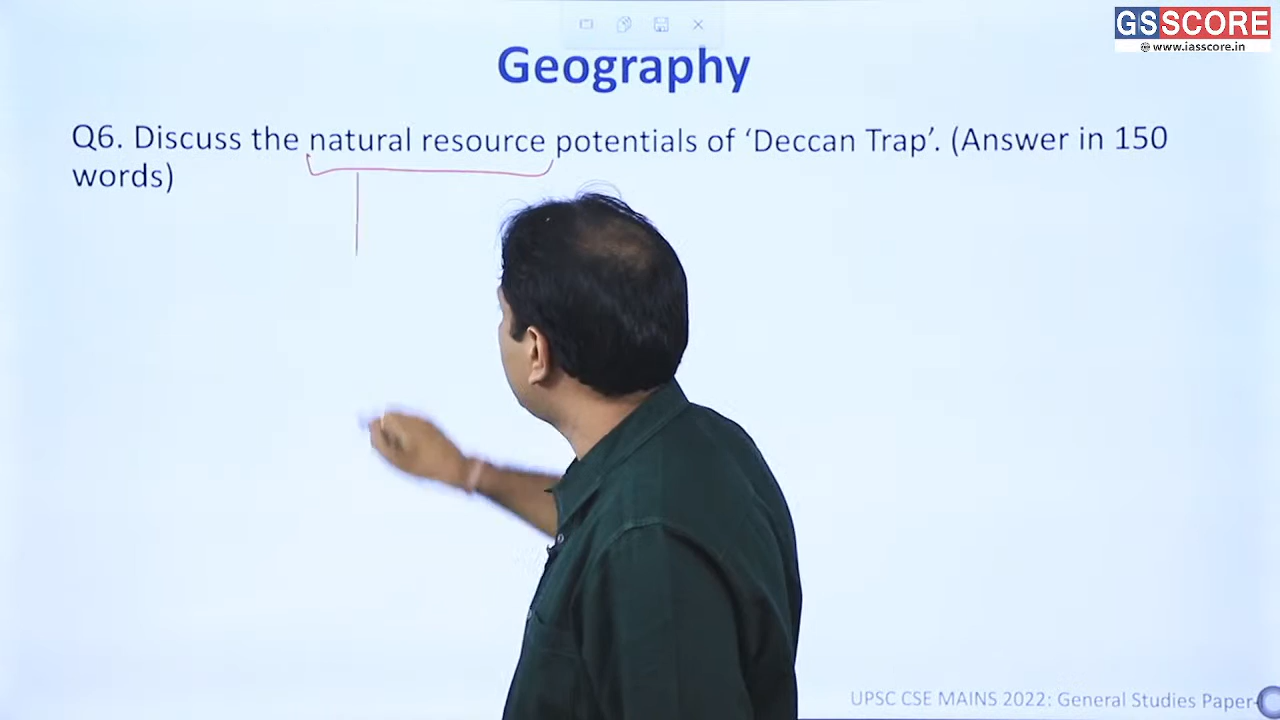 GSSCORE
www.iasscore.in
Geography
Q6. Discuss the natural resource potentials of ‘Deccan Trap’. (Answer in 150
words)
UPSC CSE MAINS 2022: General Studies Paper-